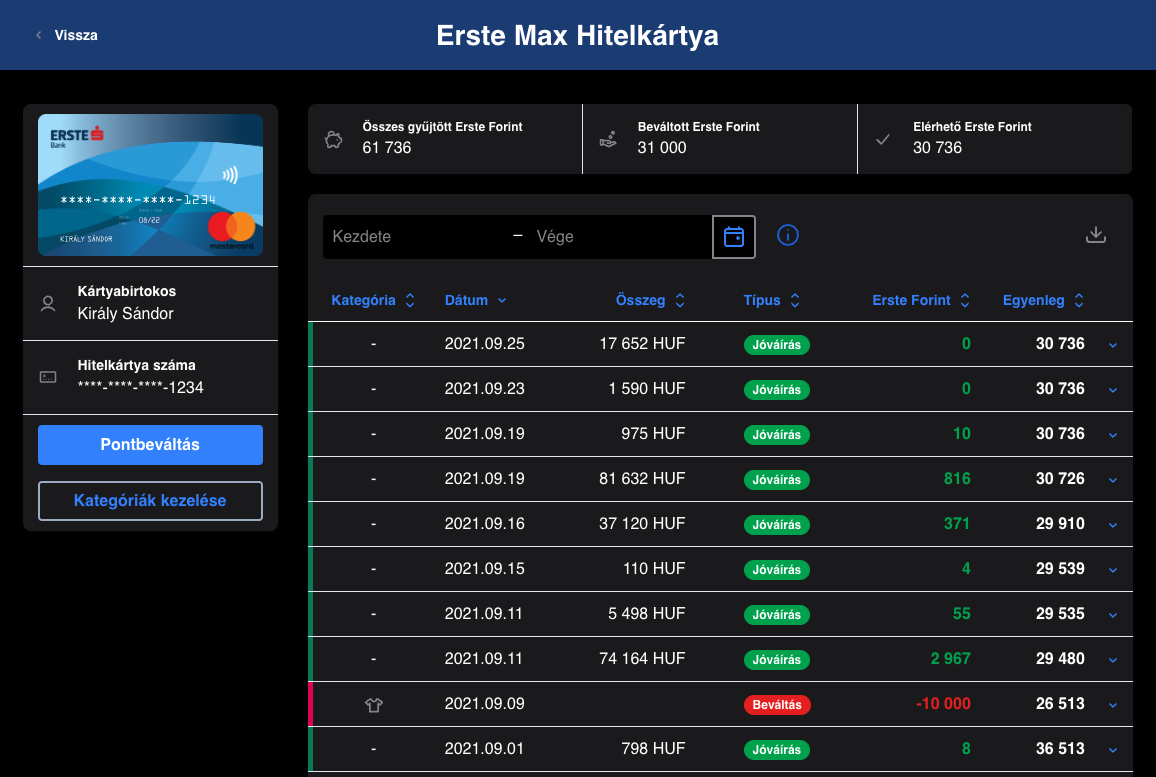 Vissza
Erste Max Hitelkártya
ERSTE
Bank
****-****-****-1234
06/22
KIRÁLY SÁNDOR
mastercard
Kártyabirtokos
Király Sándor
Hitelkártya száma
****-****-****-1234
Pontbeváltás
Kategóriák kezelése
Összes gyűjtött Erste Forint
61 736
Beváltott Erste Forint
31 000
Elérhető Erste Forint
30 736
Kezdete – Vége
Kategória Dátum Összeg Típus Erste Forint Egyenleg
- 2021.09.25 17 652 HUF Jóváírás 0 30 736
- 2021.09.23 1 590 HUF Jóváírás 0 30 736
- 2021.09.19 975 HUF Jóváírás 10 30 736
- 2021.09.19 81 632 HUF Jóváírás 816 30 726
- 2021.09.16 37 120 HUF Jóváírás 371 29 910
- 2021.09.15 110 HUF Jóváírás 4 29 539
- 2021.09.11 5 498 HUF Jóváírás 55 29 535
- 2021.09.11 74 164 HUF Jóváírás 2 967 29 480
2021.09.09 Beváltás -10 000 26 513
- 2021.09.01 798 HUF Jóváírás 8 36 513